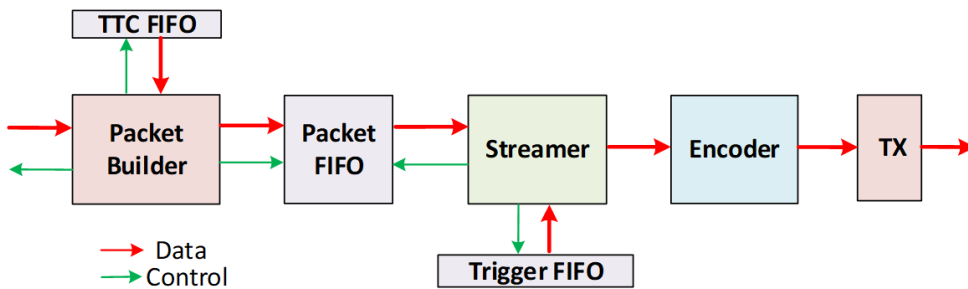 TTC FIFO
Packet
Builder
Packet
FIFO
Streamer
Encoder
TX
Trigger FIFO
Data
Control